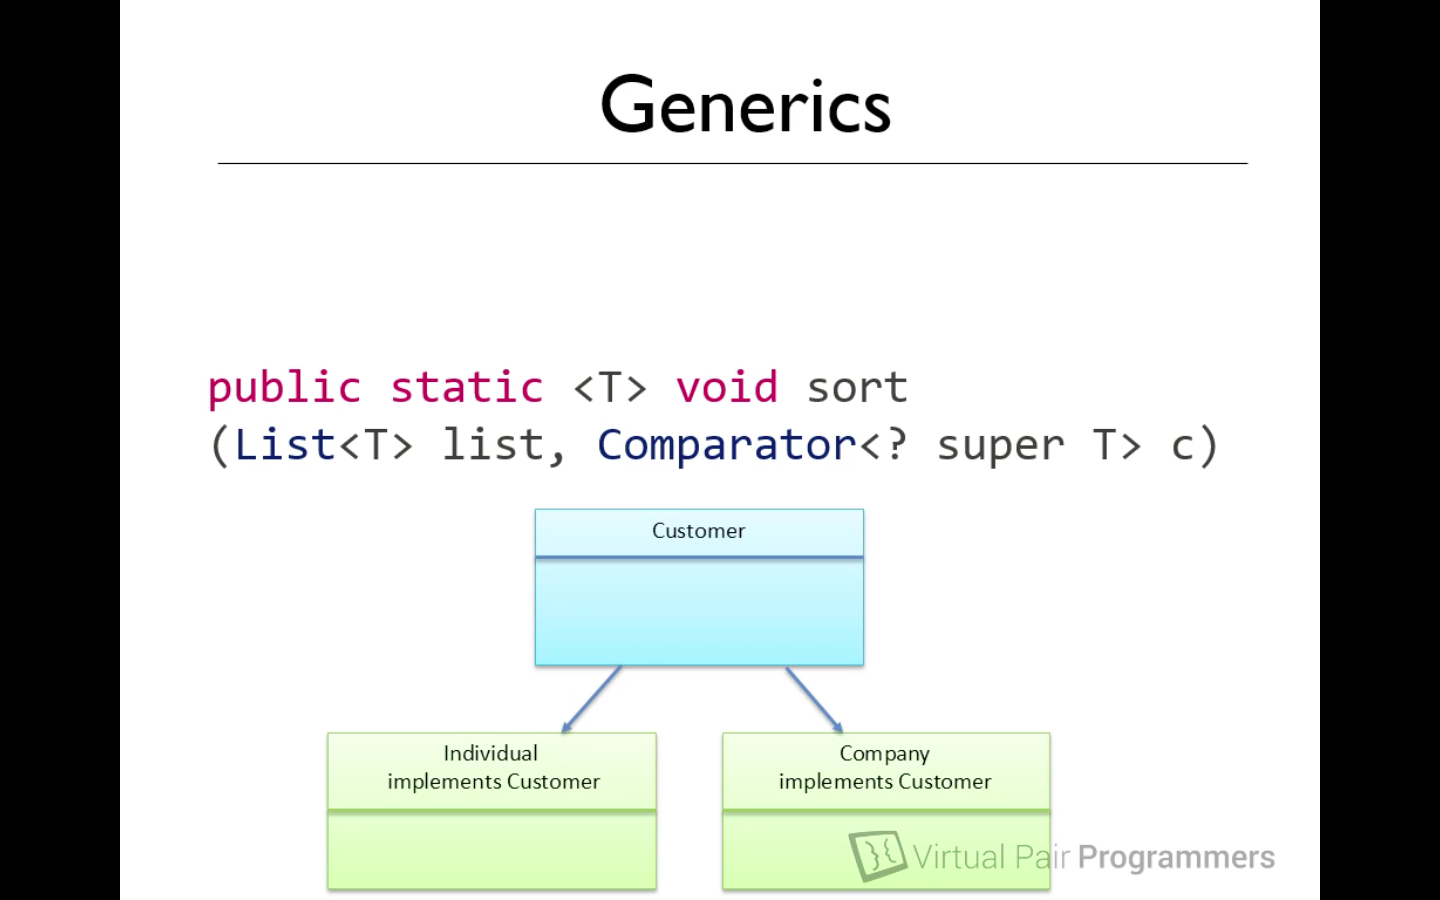 Generics
public static <T> void sort
(List<T> list, Comparator<? super T> c)
Customer
Individual
implements Customer
Company
implements Customer
Virtual Pair Programmers